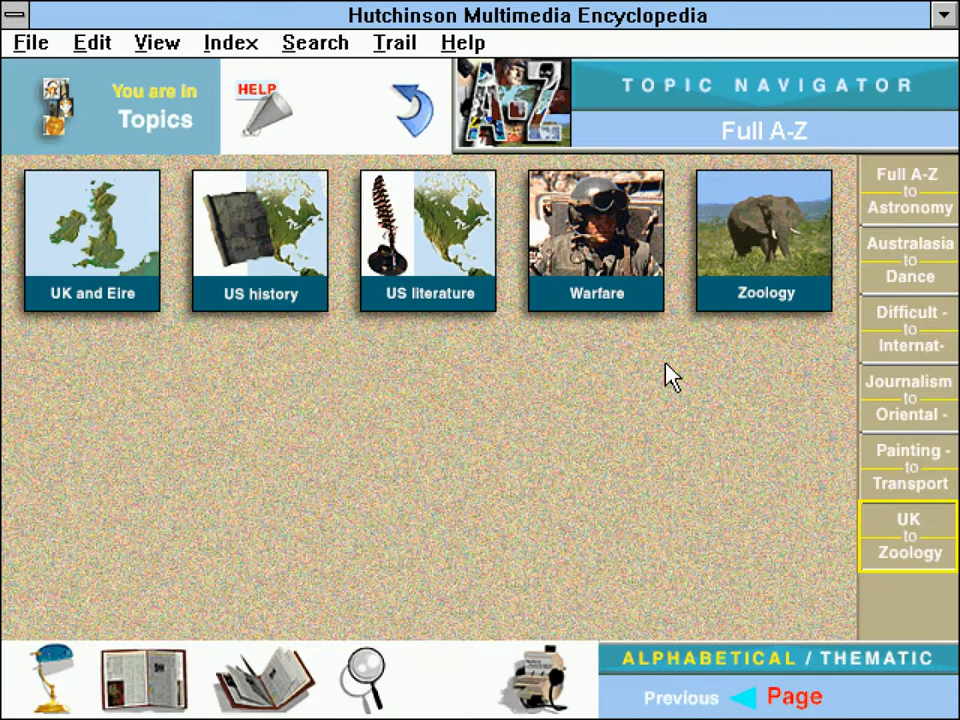 Hutchinson Multimedia Encyclopedia
File Edit View Index Search Trail Help
You are in
Topics
HELP
A-Z
TOPIC NAVIGATOR
Full A-Z
UK and Eire
US history
US literature
Warfare
Zoology
Full A-Z
to
Astronomy
Australasia
to
Dance
Difficult -
to
Internat-
Journalism
to
Oriental -
Painting -
to
Transport
UK
to
Zoology
ALPHABETICAL / THEMATIC
Previous Page